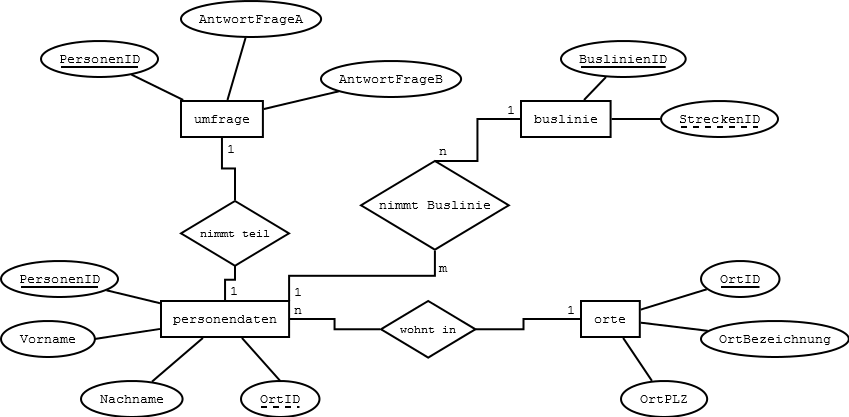 AntwortFrageA
PersonenID
BuslinienID
AntwortFrageB
1
umfrage
buslinie
StreckenID
1
n
nimmt Buslinie
nimmt teil
m
PersonenID
OrtID
1
1
n
1
personendaten
orte
wohnt in
Vorname
OrtBezeichnung
Nachname
OrtID
OrtPLZ